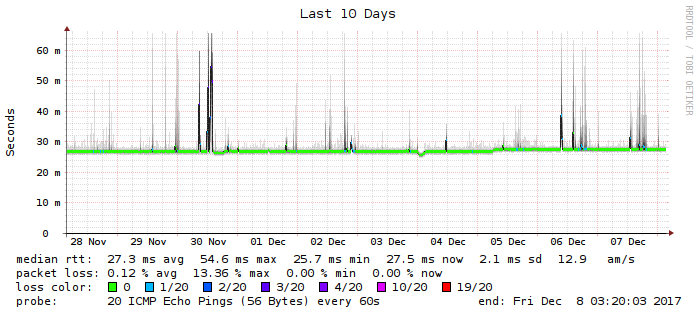 Last 10 Days
RRDTOOL / TOBI OETIKER
Seconds
60 m
50 m
40 m
30 m
20 m
10 m
0
28 Nov 29 Nov 30 Nov 01 Dec 02 Dec 03 Dec 04 Dec 05 Dec 06 Dec 07 Dec
median rtt: 27.3 ms avg 54.6 ms max 25.7 ms min 27.5 ms now 2.1 ms sd 12.9 am/s
packet loss: 0.12 % avg 13.36 % max 0.00 % min 0.00 % now
loss color: 0 1/20 2/20 3/20 4/20 10/20 19/20
probe: 20 ICMP Echo Pings (56 Bytes) every 60s end: Fri Dec 8 03:20:03 2017